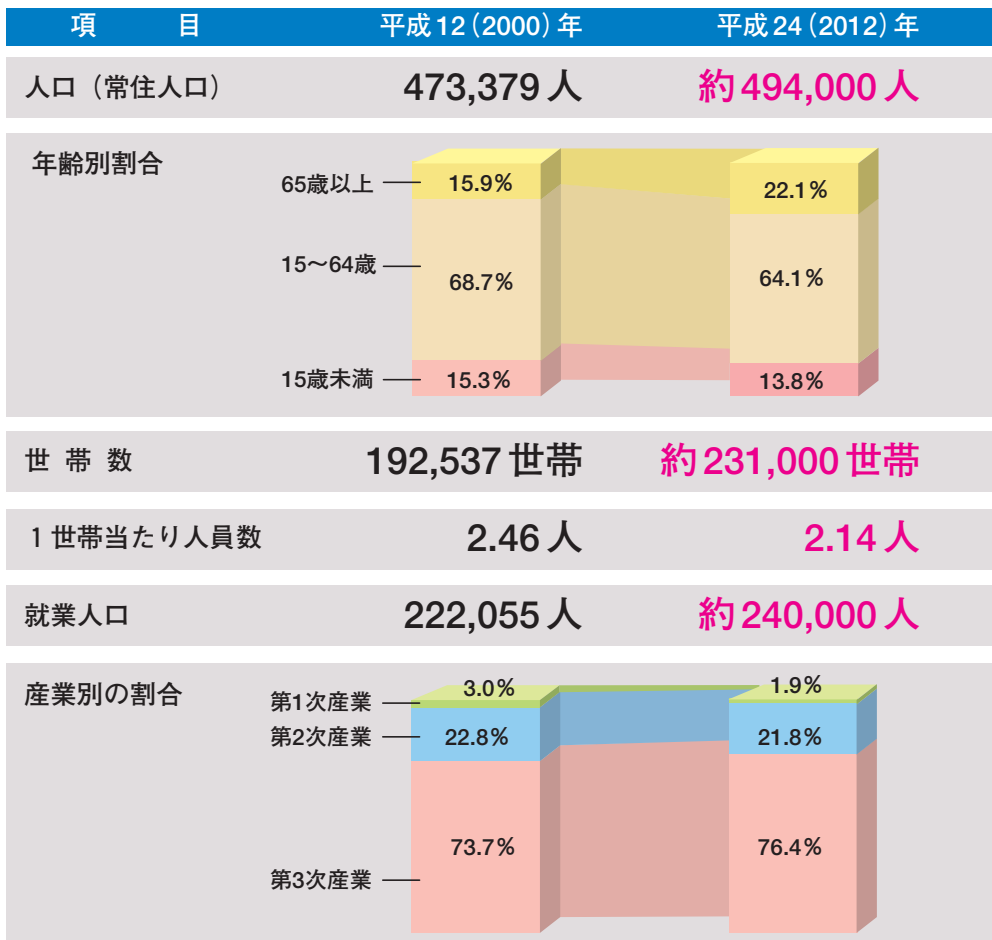 項　　目　平成12（2000）年　平成24（2012）年
人口（常住人口）　473,379人　約494,000人
年齢別割合
65歳以上　15.9%　22.1%
15～64歳　68.7%　64.1%
15歳未満　15.3%　13.8%
世帯数　192,537世帯　約231,000世帯
1世帯当たり人員数　2.46人　2.14人
就業人口　222,055人　約240,000人
産業別の割合
第1次産業　3.0%　1.9%
第2次産業　22.8%　21.8%
第3次産業　73.7%　76.4%